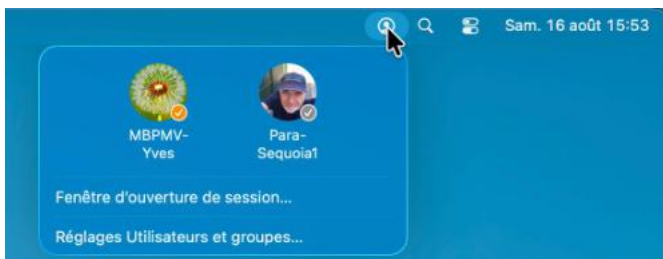 Sam. 16 août 15:53
MBPMV-
Yves
Para-
Sequoia1
Fenêtre d'ouverture de session...
Réglages Utilisateurs et groupes...